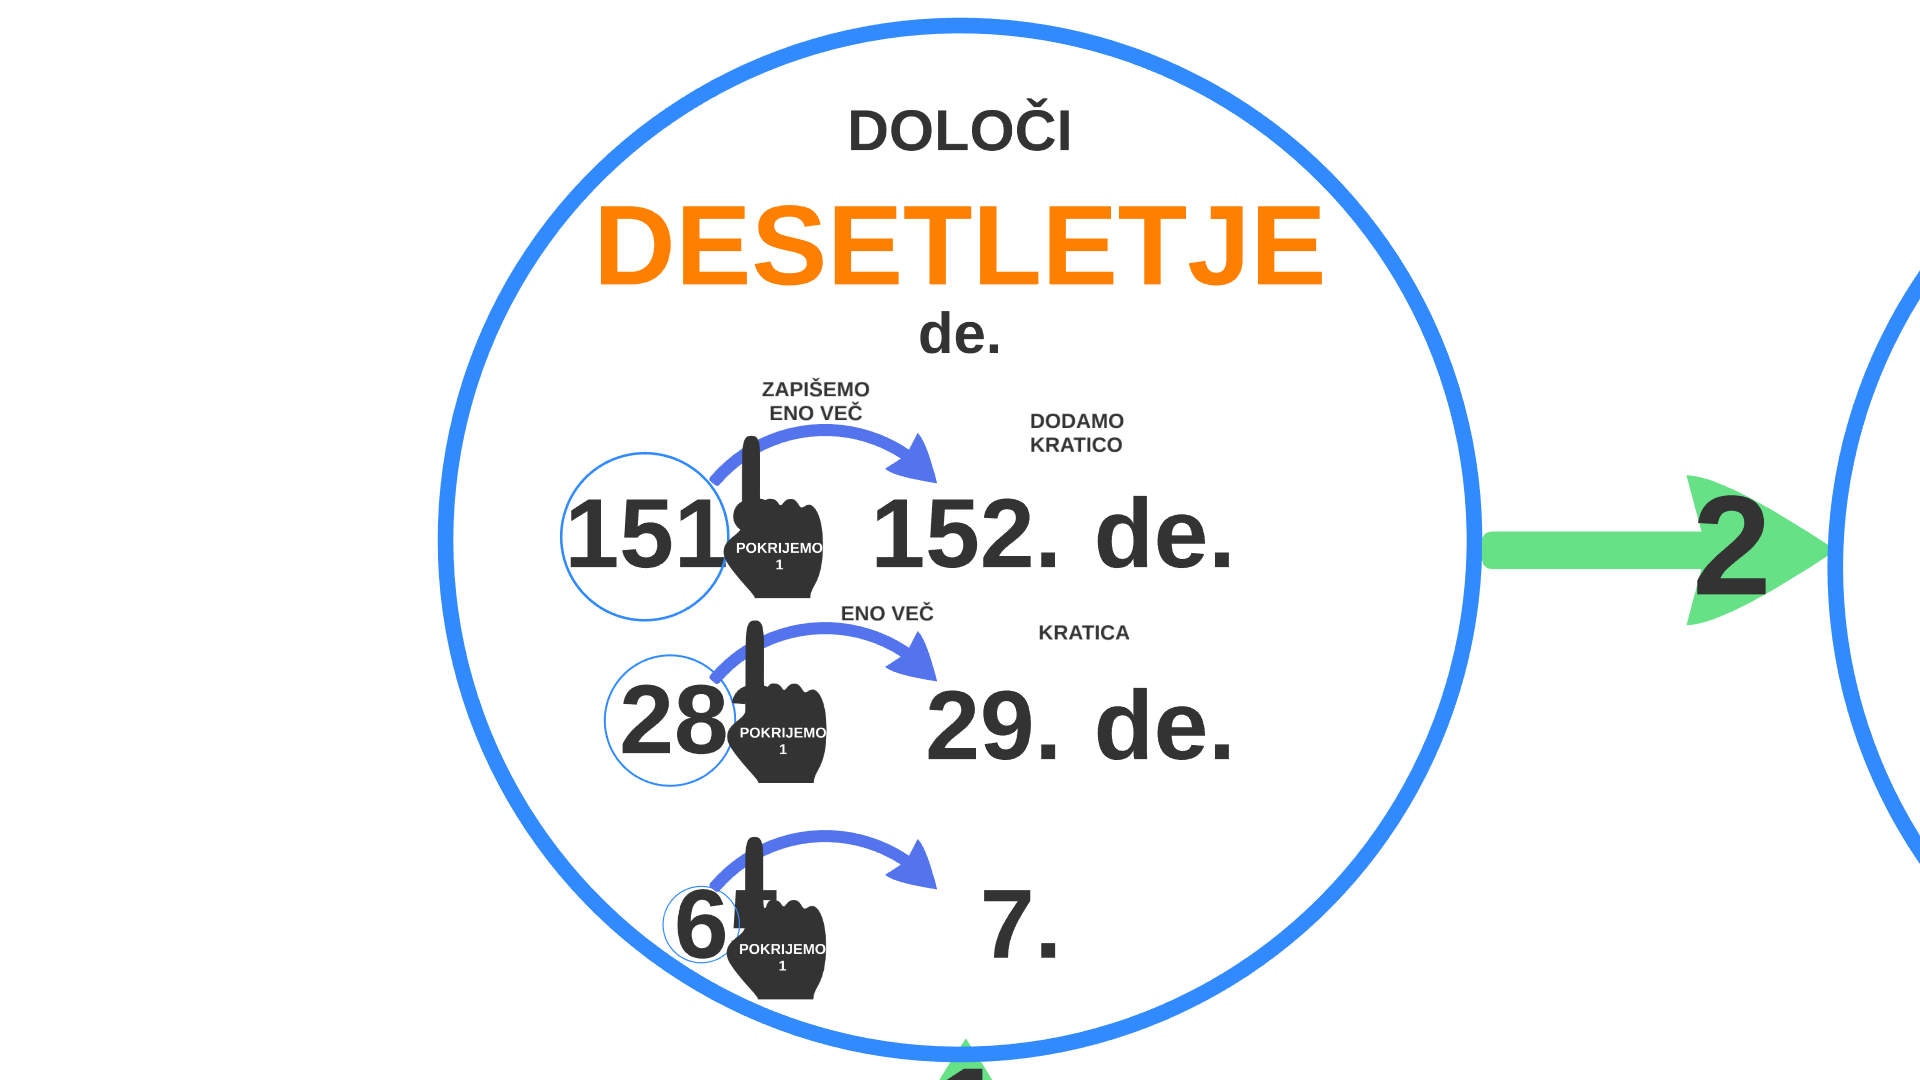 DOLOČI
DESETLETJE
de.
ZAPIŠEMO
ENO VEČ
DODAMO
KRATICO
151 POKRIJEMO 152. de.
1
ENO VEČ
KRATICA
28 POKRIJEMO 29. de.
1
6 POKRIJEMO 7.
1
2